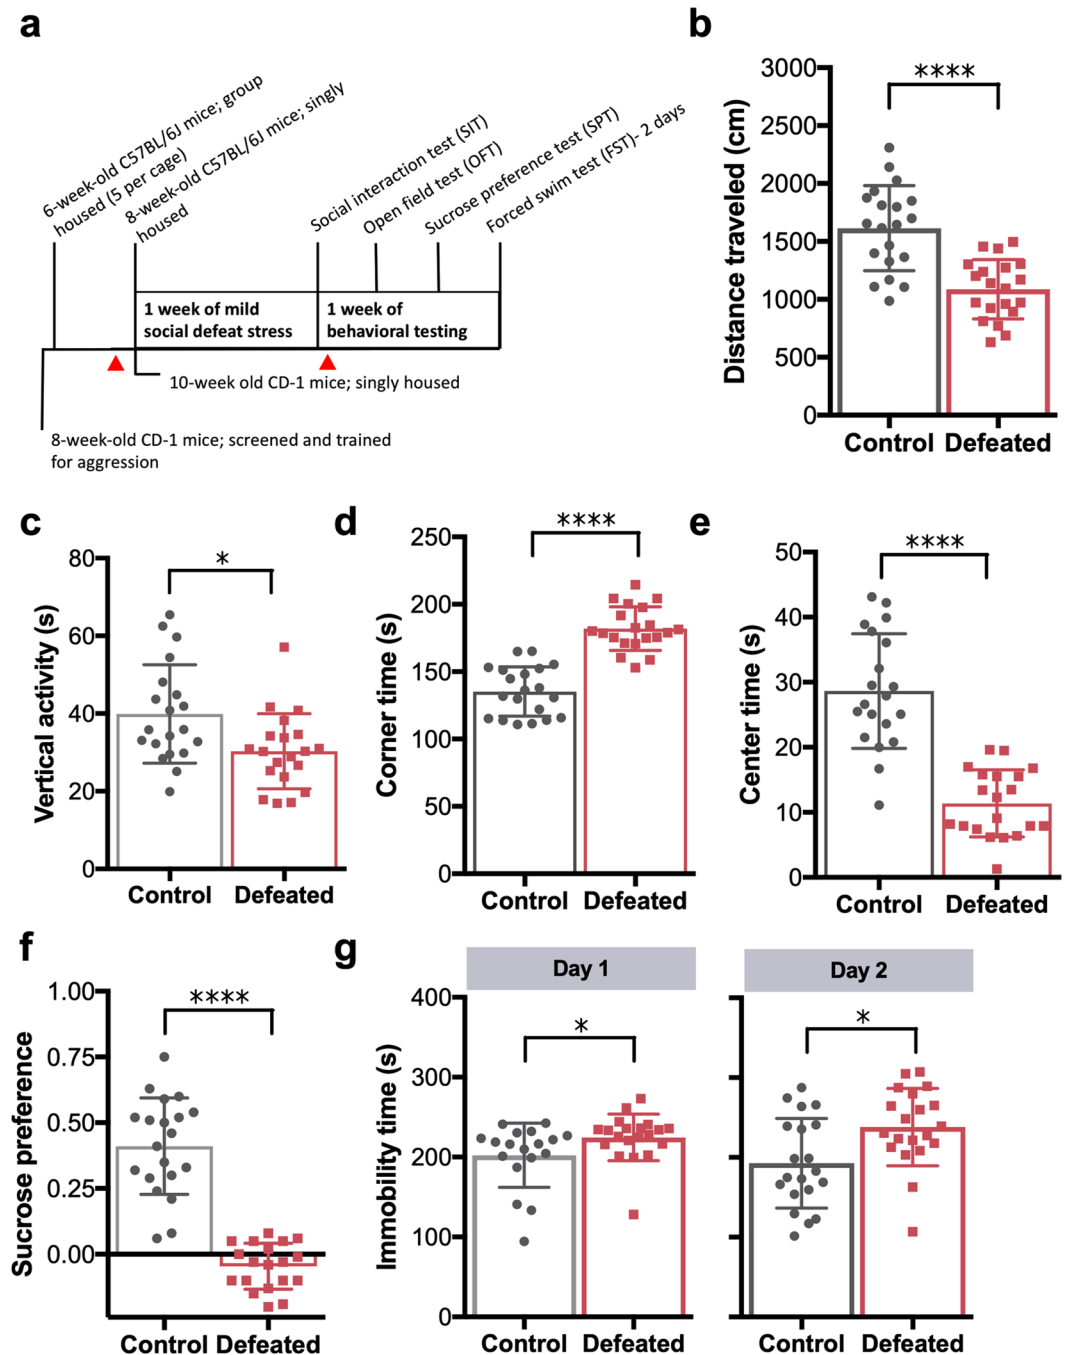 a
6-week-old C57BL/6J mice; group
housed (5 per cage)
8-week-old C57BL/6J mice; singly
housed
Social interaction test (SIT)
Open field test (OFT)
Sucrose preference test (SPT)
Forced swim test (FST)- 2 days
1 week of mild
social defeat stress
1 week of
behavioral testing
10-week old CD-1 mice; singly housed
8-week-old CD-1 mice; screened and trained
for aggression
b
Distance traveled (cm)
3000
2500
2000
1500
1000
500
0
****
Control Defeated
c
Vertical activity (s)
80
60
40
20
0
*
Control Defeated
d
Corner time (s)
250
200
150
100
50
0
****
Control Defeated
e
Center time (s)
50
40
30
20
10
0
****
Control Defeated
f
Sucrose preference
1.00
0.75
0.50
0.25
0.00
****
Control Defeated
g
Immobility time (s)
400
300
200
100
0
Day 1
*
Control Defeated
Day 2
*
Control Defeated